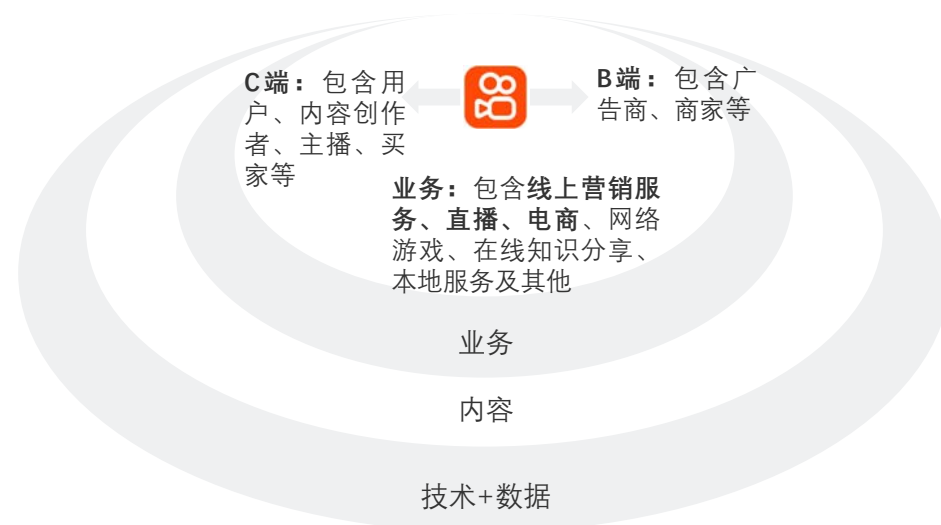 C端：包含用
户、内容创作
者、主播、买
家等
B端：包含广
告商、商家等
业务：包含线上营销服
务、直播、电商、网络
游戏、在线知识分享、
本地服务及其他
业务
内容
技术+数据